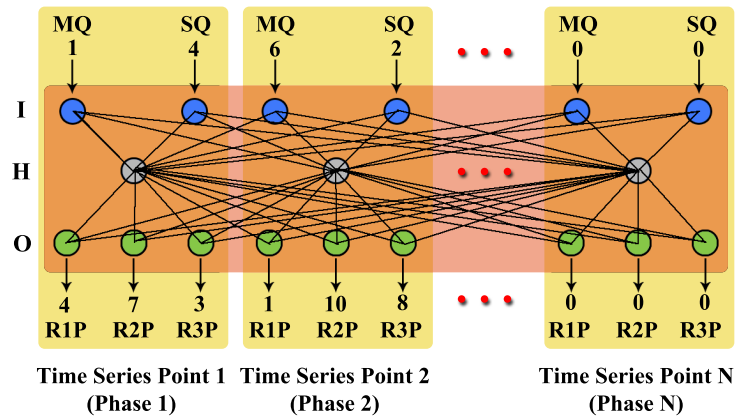 MQ SQ MQ SQ MQ SQ
1 4 6 2 0 0
I
H
O
4 7 3 1 10 8 0 0 0
R1P R2P R3P R1P R2P R3P R1P R2P R3P
Time Series Point 1 Time Series Point 2 Time Series Point N
(Phase 1) (Phase 2) (Phase N)